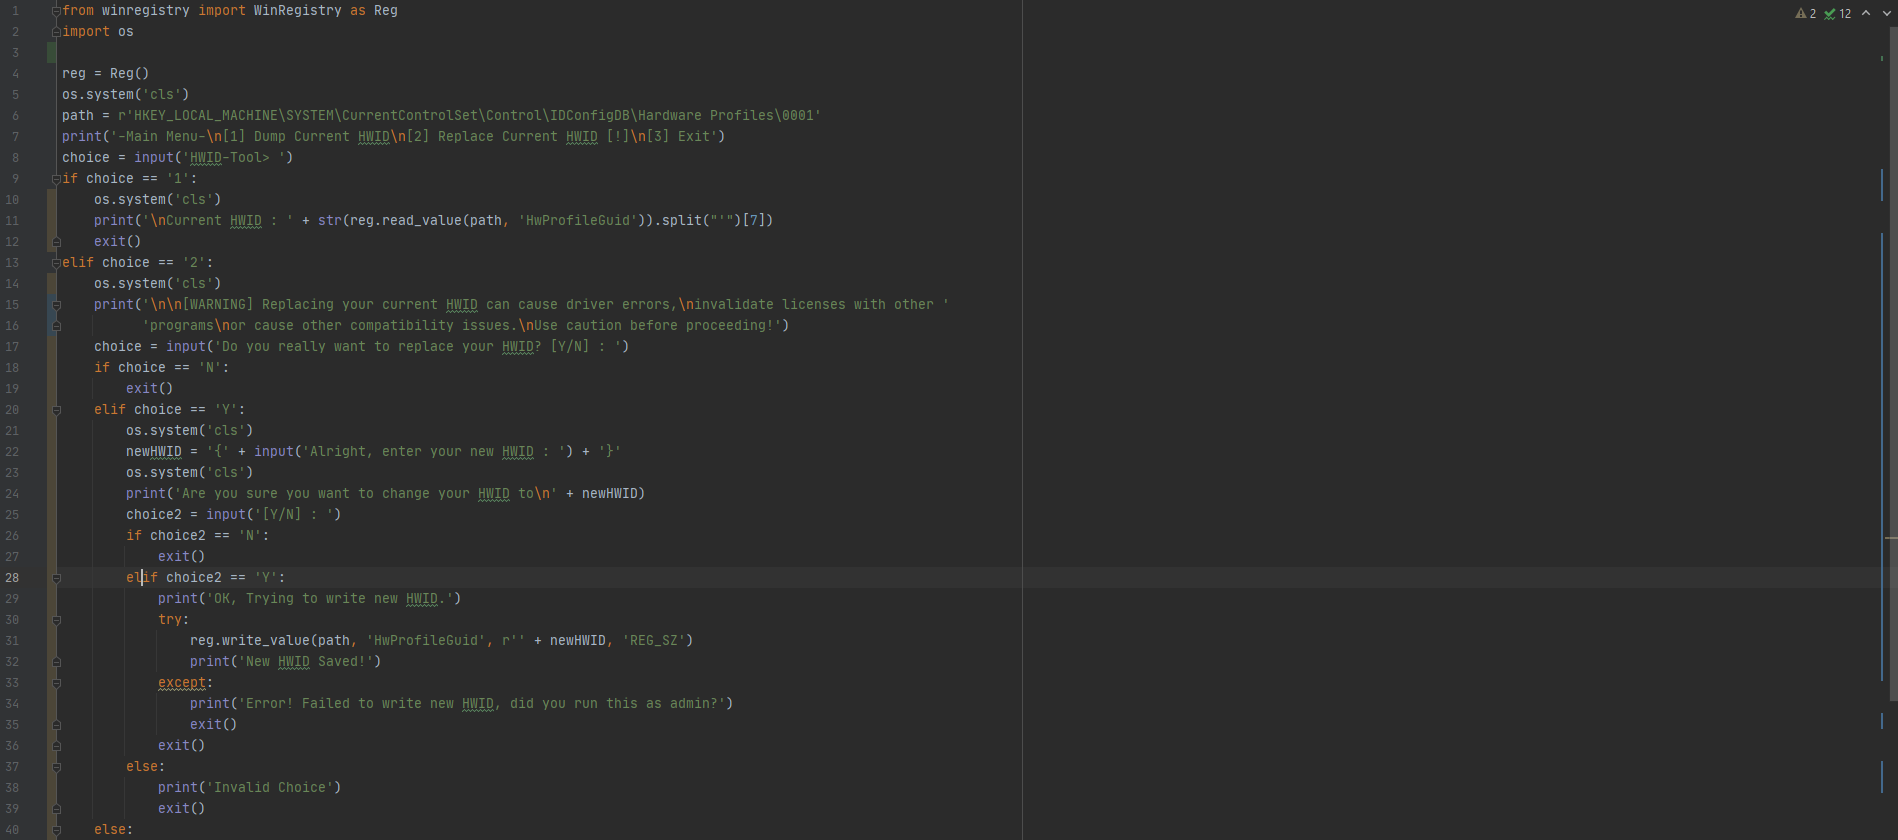 2 12
1 from winregistry import WinRegistry as Reg
2 import os
3
4 reg = Reg()
5 os.system('cls')
6 path = r'HKEY_LOCAL_MACHINE\SYSTEM\CurrentControlSet\Control\IDConfigDB\Hardware Profiles\0001'
7 print('-Main Menu-\n[1] Dump Current HWID\n[2] Replace Current HWID [!]\n[3] Exit')
8 choice = input('HWID-Tool> ')
9 if choice == '1':
10     os.system('cls')
11     print('\nCurrent HWID : ' + str(reg.read_value(path, 'HwProfileGuid')).split("'")[7])
12     exit()
13 elif choice == '2':
14     os.system('cls')
15     print('\n\n[WARNING] Replacing your current HWID can cause driver errors,\ninvalidate licenses with other '
16           'programs\nor cause other compatibility issues.\nUse caution before proceeding!')
17     choice = input('Do you really want to replace your HWID? [Y/N] : ')
18     if choice == 'N':
19         exit()
20     elif choice == 'Y':
21         os.system('cls')
22         newHWID = '{' + input('Alright, enter your new HWID : ') + '}'
23         os.system('cls')
24         print('Are you sure you want to change your HWID to\n' + newHWID)
25         choice2 = input('[Y/N] : ')
26         if choice2 == 'N':
27             exit()
28         elif choice2 == 'Y':
29             print('OK, Trying to write new HWID.')
30             try:
31                 reg.write_value(path, 'HwProfileGuid', r'' + newHWID, 'REG_SZ')
32                 print('New HWID Saved!')
33             except:
34                 print('Error! Failed to write new HWID, did you run this as admin?')
35                 exit()
36             exit()
37         else:
38             print('Invalid Choice')
39             exit()
40     else: